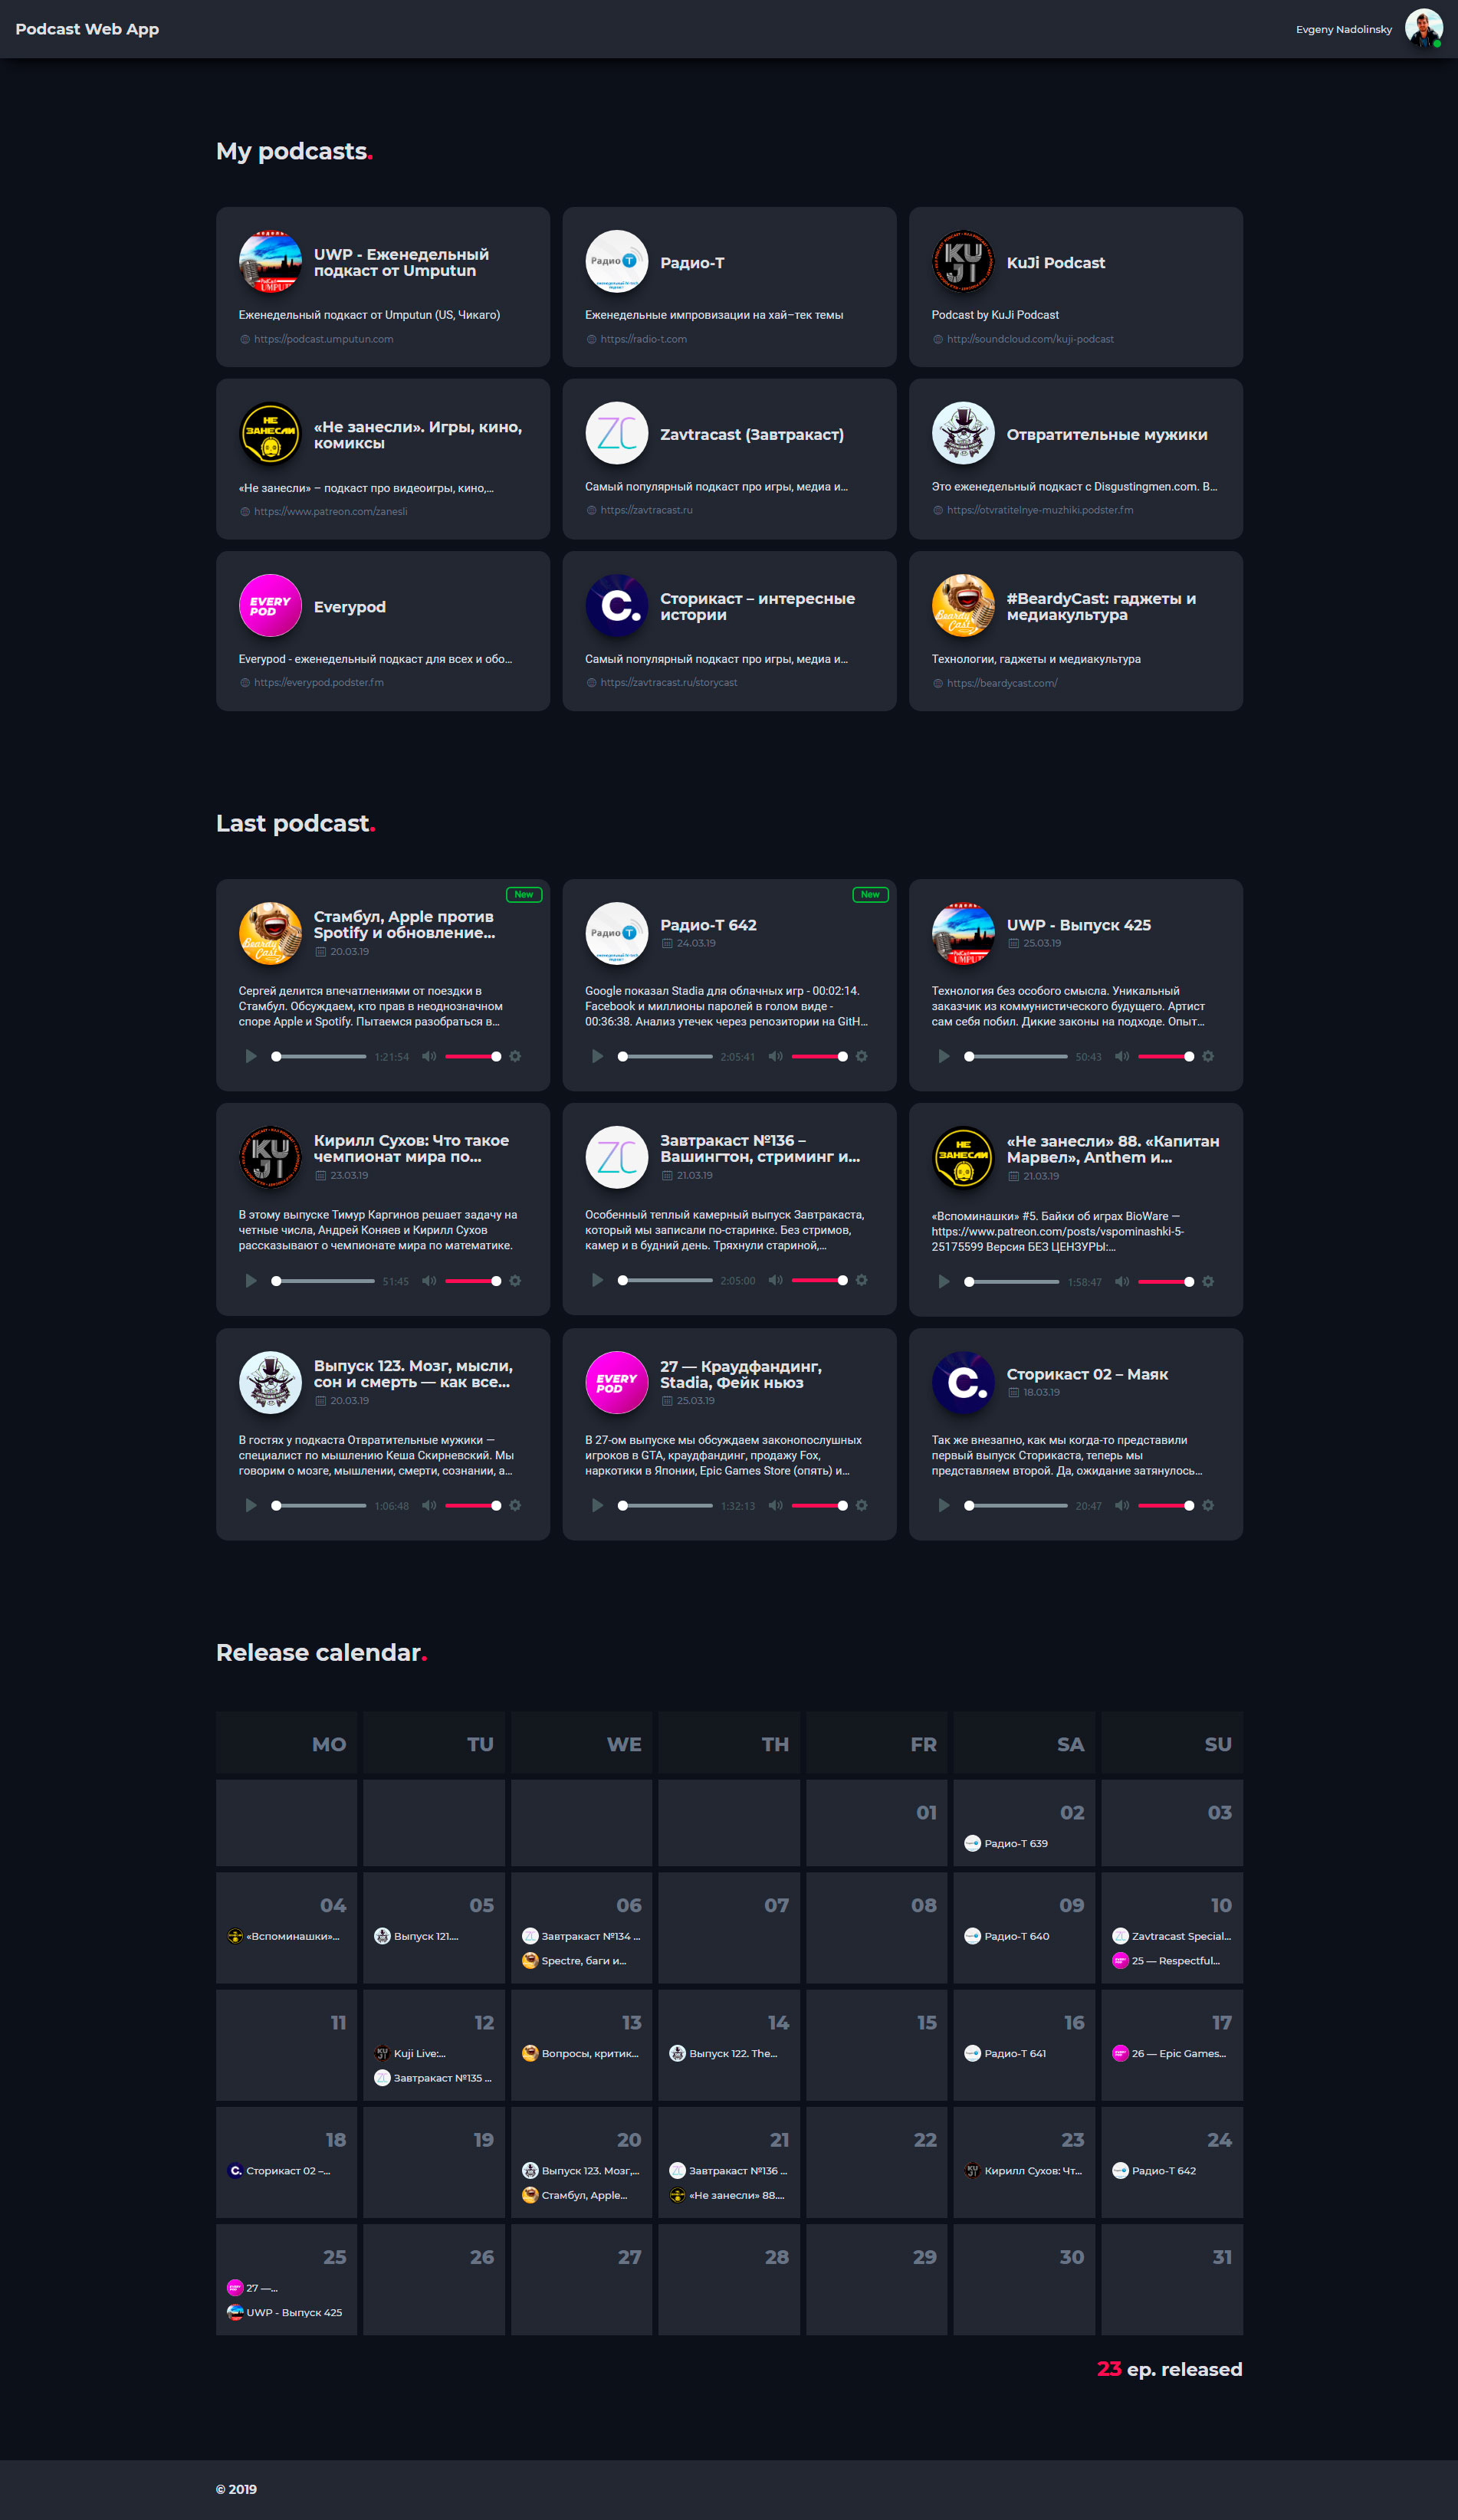 Podcast Web App
Evgeny Nadolinsky
My podcasts.
UWP - Еженедельный
подкаст от Umputun
Еженедельный подкаст от Umputun (US, Чикаго)
https://podcast.umputun.com
Радио-Т
Радио-Т
Еженедельные импровизации на хай–тек темы
https://radio-t.com
KUJI
KuJi Podcast
Podcast by KuJi Podcast
http://soundcloud.com/kuji-podcast
НЕ
ЗАНЕСЛИ
«Не занесли». Игры, кино,
комиксы
«Не занесли» – подкаст про видеоигры, кино,...
https://www.patreon.com/zanesli
ZC
Zavtracast (Завтракаст)
Самый популярный подкаст про игры, медиа и...
https://zavtracast.ru
Отвратительные мужики
Это еженедельный подкаст с Disgustingmen.com. В...
https://otvratitelnye-muzhiki.podster.fm
EVERY
POD
Everypod
Everypod - еженедельный подкаст для всех и обо...
https://everypod.podster.fm
C.
Сторикаст – интересные
истории
Самый популярный подкаст про игры, медиа и...
https://zavtracast.ru/storycast
Beardy
Cast
#BeardyCast: гаджеты и
медиакультура
Технологии, гаджеты и медиакультура
https://beardycast.com/
Last podcast.
New
Beardy
Cast
Стамбул, Apple против
Spotify и обновление...
20.03.19
Сергей делится впечатлениями от поездки в
Стамбул. Обсуждаем, кто прав в неоднозначном
споре Apple и Spotify. Пытаемся разобраться в...
1:21:54
New
Радио-Т
Радио-Т 642
24.03.19
Google показал Stadia для облачных игр - 00:02:14.
Facebook и миллионы паролей в голом виде -
00:36:38. Анализ утечек через репозитории на GitH...
2:05:41
UWP - Выпуск 425
25.03.19
Технология без особого смысла. Уникальный
заказчик из коммунистического будущего. Артист
сам себя побил. Дикие законы на подходе. Опыт...
50:43
KUJI
Кирилл Сухов: Что такое
чемпионат мира по...
23.03.19
В этому выпуске Тимур Каргинов решает задачу на
четные числа, Андрей Коняев и Кирилл Сухов
рассказывают о чемпионате мира по математике.
51:45
ZC
Завтракаст №136 –
Вашингтон, стриминг и...
21.03.19
Особенный теплый камерный выпуск Завтракаста,
который мы записали по-старинке. Без стримов,
камер и в будний день. Тряхнули стариной,...
2:05:00
НЕ
ЗАНЕСЛИ
«Не занесли» 88. «Капитан
Марвел», Anthem и...
21.03.19
«Вспоминашки» #5. Байки об играх BioWare —
https://www.patreon.com/posts/vspominashki-5-
25175599 Версия БЕЗ ЦЕНЗУРЫ:...
1:58:47
Выпуск 123. Мозг, мысли,
сон и смерть — как все...
20.03.19
В гостях у подкаста Отвратительные мужики —
специалист по мышлению Кеша Скирневский. Мы
говорим о мозге, мышлении, смерти, сознании, а...
1:06:48
EVERY
POD
27 — Краудфандинг,
Stadia, Фейк ньюз
25.03.19
В 27-ом выпуске мы обсуждаем законопослушных
игроков в GTA, краудфандинг, продажу Fox,
наркотики в Японии, Epic Games Store (опять) и...
1:32:13
C.
Сторикаст 02 – Маяк
18.03.19
Так же внезапно, как мы когда-то представили
первый выпуск Сторикаста, теперь мы
представляем второй. Да, ожидание затянулось...
20:47
Release calendar.
MO TU WE TH FR SA SU
01 02 03
Радио-Т 639
04 05 06 07 08 09 10
«Вспоминашки»... Выпуск 121.... Завтракаст №134 ... Радио-Т 640 Zavtracast Special...
Spectre, баги и... 25 — Respectful...
11 12 13 14 15 16 17
Kuji Live:... Вопросы, критик... Выпуск 122. The... Радио-Т 641 26 — Epic Games...
Завтракаст №135 ...
18 19 20 21 22 23 24
Сторикаст 02 –... Выпуск 123. Мозг,... Завтракаст №136 ... Кирилл Сухов: Чт... Радио-Т 642
Стамбул, Apple... «Не занесли» 88....
25 26 27 28 29 30 31
27 —...
UWP - Выпуск 425
23 ep. released
© 2019